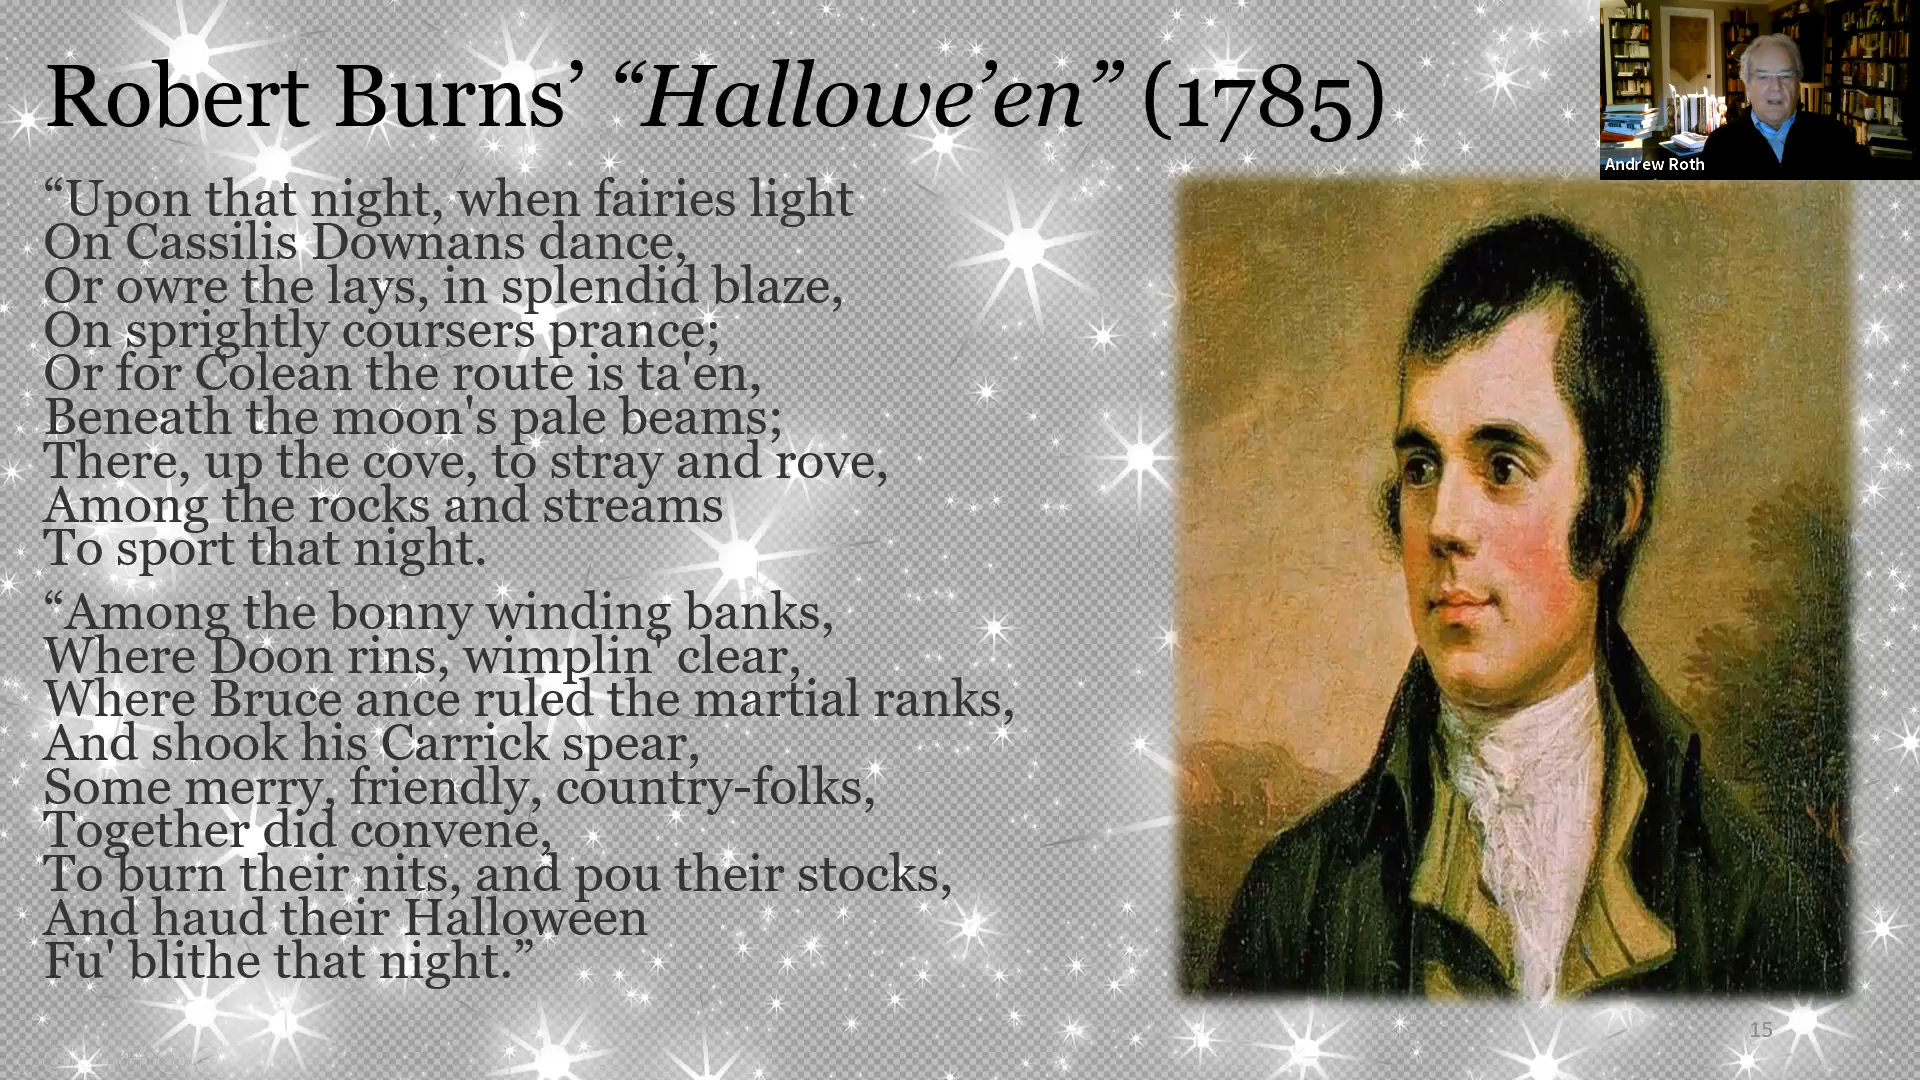 Robert Burns’ “Hallowe’en” (1785)
Andrew Roth
“Upon that night, when fairies light
On Cassilis Downans dance,
Or owre the lays, in splendid blaze,
On sprightly coursers prance;
Or for Colean the route is ta'en,
Beneath the moon's pale beams;
There, up the cove, to stray and rove,
Among the rocks and streams
To sport that night.
“Among the bonny winding banks,
Where Doon rins, wimplin' clear,
Where Bruce ance ruled the martial ranks,
And shook his Carrick spear,
Some merry, friendly, country-folks,
Together did convene,
To burn their nits, and pou their stocks,
And haud their Halloween
Fu' blithe that night.”
15